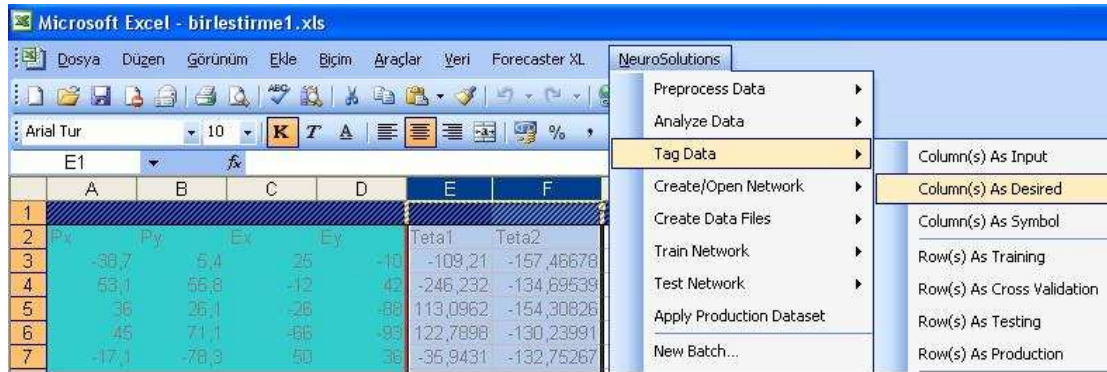 Microsoft Excel - birlestirme1.xls
Dosya Düzen Görünüm Ekle Biçim Araçlar Veri Forecaster XL NeuroSolutions
Arial Tur 10 K T A %
E1 fx
A B C D E F
1
2 Px Py Ex Ey Teta1 Teta2
3 -38,7 5,4 25 -10 -109,21 -157,46678
4 53,1 55,8 -12 42 -246,232 -134,69539
5 36 26,1 -26 -88 113,0962 -154,30826
6 45 71,1 -66 -93 122,7898 -130,23991
7 -17,1 -78,3 50 36 -35,9431 -132,75267
Preprocess Data
Analyze Data
Tag Data
Create/Open Network
Create Data Files
Train Network
Test Network
Apply Production Dataset
New Batch...
Column(s) As Input
Column(s) As Desired
Column(s) As Symbol
Row(s) As Training
Row(s) As Cross Validation
Row(s) As Testing
Row(s) As Production